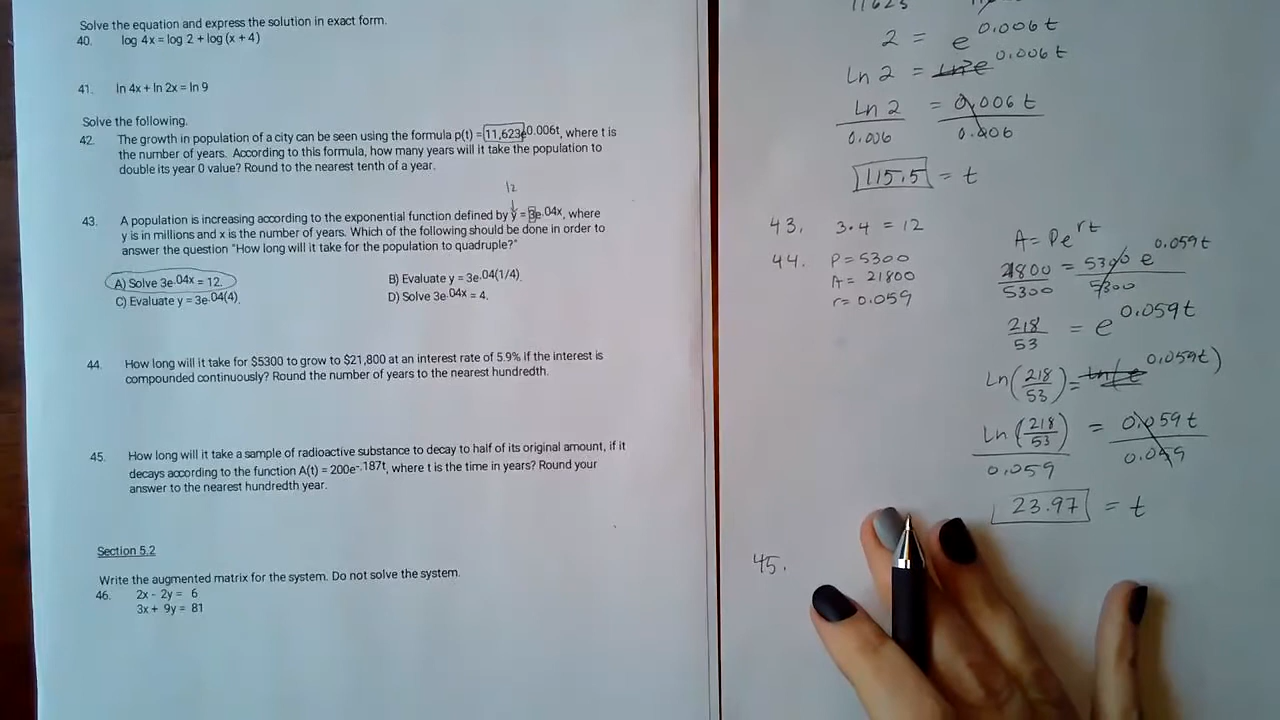 Solve the equation and express the solution in exact form.
40. log 4x = log 2 + log (x + 4)
41. ln 4x + ln 2x = ln 9
Solve the following.
42. The growth in population of a city can be seen using the formula p(t) = 11,623e0.006t, where t is
the number of years. According to this formula, how many years will it take the population to
double its year 0 value? Round to the nearest tenth of a year.
12
43. A population is increasing according to the exponential function defined by y = 3e.04x, where
y is in millions and x is the number of years. Which of the following should be done in order to
answer the question "How long will it take for the population to quadruple?"
A) Solve 3e.04x = 12. B) Evaluate y = 3e.04(1/4).
C) Evaluate y = 3e.04(4). D) Solve 3e.04x = 4.
44. How long will it take for $5300 to grow to $21,800 at an interest rate of 5.9% if the interest is
compounded continuously? Round the number of years to the nearest hundredth.
45. How long will it take a sample of radioactive substance to decay to half of its original amount, if it
decays according to the function A(t) = 200e-.187t, where t is the time in years? Round your
answer to the nearest hundredth year.
Section 5.2
Write the augmented matrix for the system. Do not solve the system.
46. 2x - 2y = 6
3x + 9y = 81
2 = e 0.006t
Ln 2 = Ln e 0.006t
Ln 2 = 0.006t
0.006 0.006
115.5 = t
43. 3·4 = 12
44. P = 5300
A = 21800
r = 0.059
A = Pe rt
21800 = 5300 e 0.059t
5300 5300
218 = e 0.059t
53
Ln(218/53) = Ln(e 0.059t)
Ln(218/53) = 0.059t
0.059 0.059
23.97 = t
45.